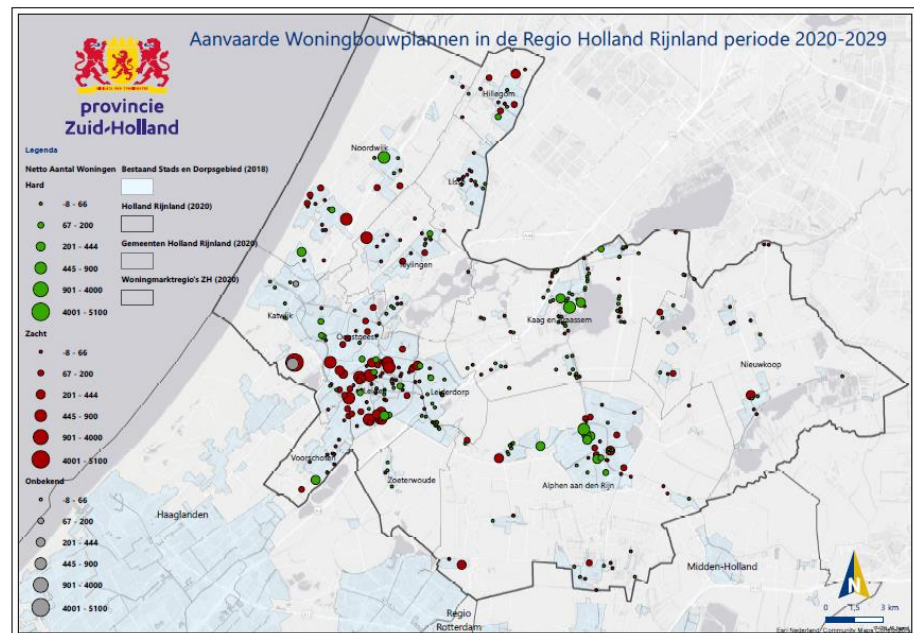 Aanvaarde Woningbouwplannen in de Regio Holland Rijnland periode 2020-2029
provincie
Zuid-Holland
Legenda
Netto Aantal Woningen
Hard
-8 - 66
67 - 200
201 - 444
445 - 900
901 - 4000
4001 - 5100
Zacht
-8 - 66
67 - 200
201 - 444
445 - 900
901 - 4000
4001 - 5100
Onbekend
-8 - 66
67 - 200
201 - 444
445 - 900
901 - 4000
4001 - 5100
Bestaand Stads en Dorpsgebied (2018)
Holland Rijnland (2020)
Gemeenten Holland Rijnland (2020)
Woningmarktregio's ZH (2020)
Hillegom
Noordwijk
Teylingen
Katwijk
Kaag en Braassem
Nieuwkoop
Leiderdorp
Voorschoten
Zoeterwoude
Alphen aan den Rijn
Haaglanden
Midden-Holland
Regio
Rotterdam
N
0 1,5 3 km
Esri Nederland, Community Maps